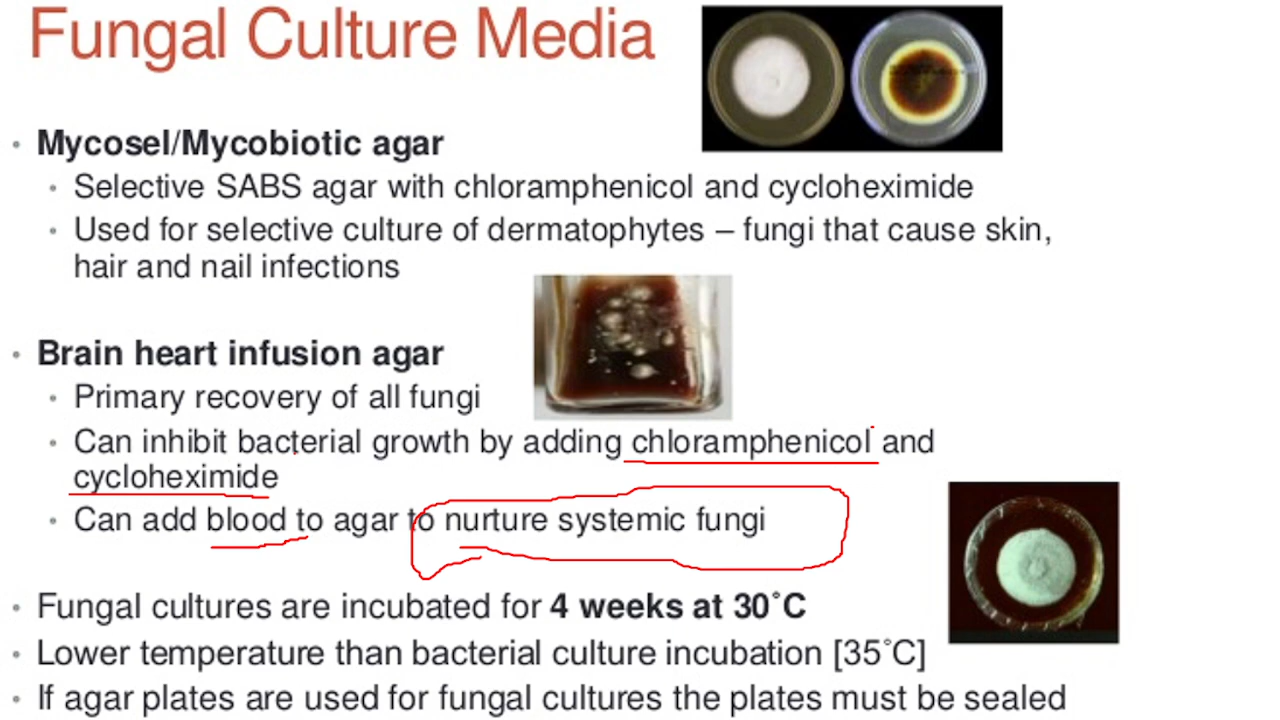 Fungal Culture Media
• Mycosel/Mycobiotic agar
• Selective SABS agar with chloramphenicol and cycloheximide
• Used for selective culture of dermatophytes – fungi that cause skin,
hair and nail infections
• Brain heart infusion agar
• Primary recovery of all fungi
• Can inhibit bacterial growth by adding chloramphenicol and
cycloheximide
• Can add blood to agar to nurture systemic fungi
• Fungal cultures are incubated for 4 weeks at 30˚C
• Lower temperature than bacterial culture incubation [35˚C]
• If agar plates are used for fungal cultures the plates must be sealed